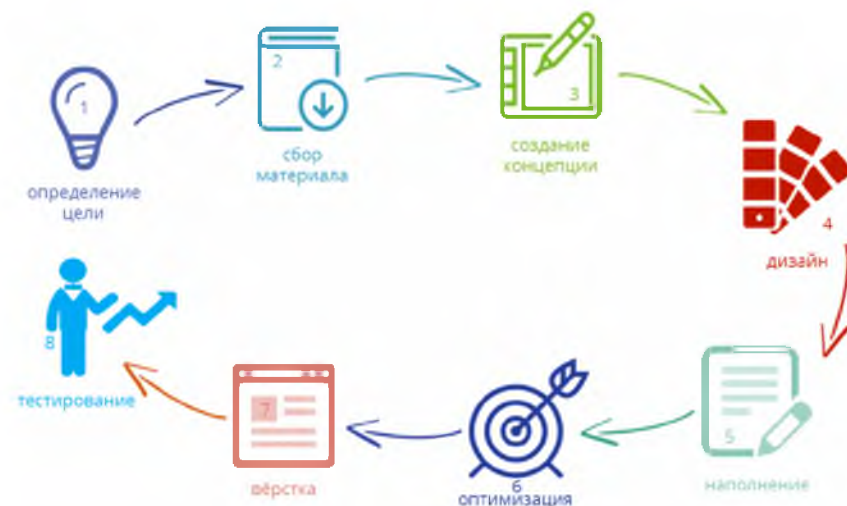 1
определение
цели
2
сбор
материала
3
создание
концепции
4
дизайн
5
наполнение
6
оптимизация
7
вёрстка
8
тестирование